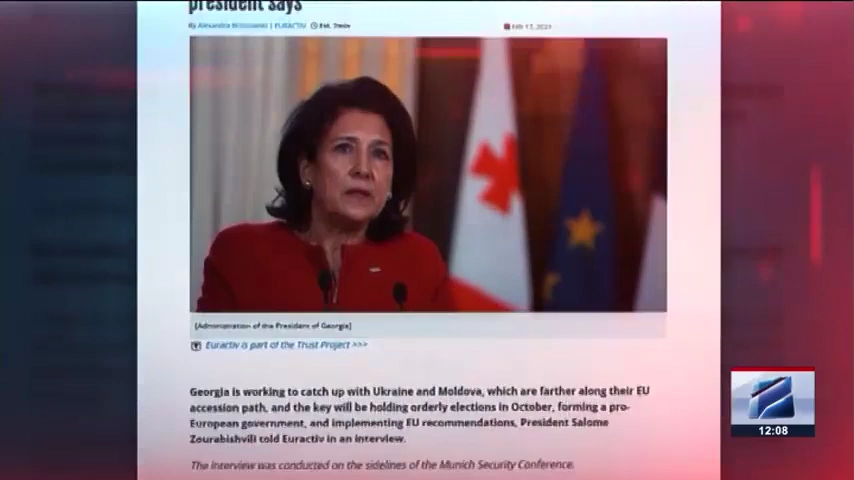 president says
By Alexandra Brzozowski | EURACTIV Est. 7min Feb 17, 2024
[Administration of the President of Georgia]
Euractiv is part of the Trust Project >>>
Georgia is working to catch up with Ukraine and Moldova, which are farther along their EU
accession path, and the key will be holding orderly elections in October, forming a pro-
European government, and implementing EU recommendations, President Salome
Zourabishvili told Euractiv in an interview.
The interview was conducted on the sidelines of the Munich Security Conference.
12:08